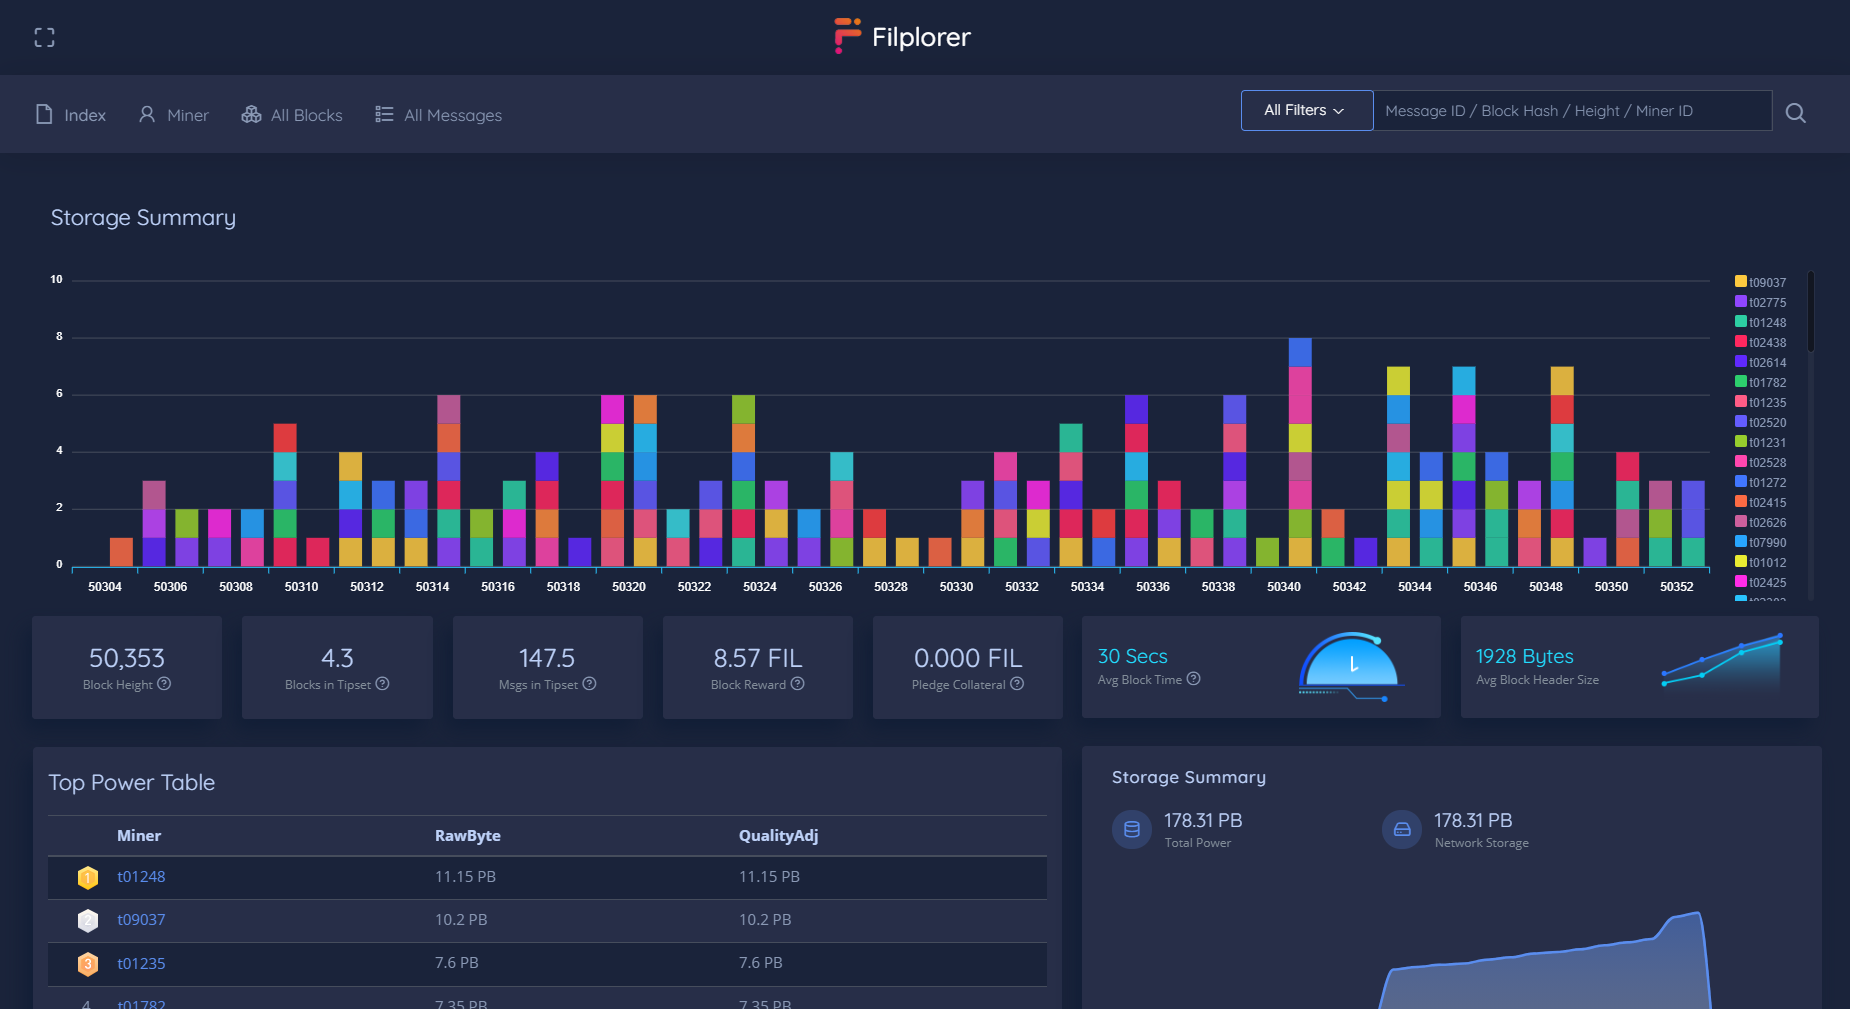 Filplorer
Index
Miner
All Blocks
All Messages
All Filters
Message ID / Block Hash / Height / Miner ID
Storage Summary
10
8
6
4
2
0
50304 50306 50308 50310 50312 50314 50316 50318 50320 50322 50324 50326 50328 50330 50332 50334 50336 50338 50340 50342 50344 50346 50348 50350 50352
t09037
t02775
t01248
t02438
t02614
t01782
t01235
t02520
t01231
t02528
t01272
t02415
t02626
t07990
t01012
t02425
50,353
Block Height ?
4.3
Blocks in Tipset ?
147.5
Msgs in Tipset ?
8.57 FIL
Block Reward ?
0.000 FIL
Pledge Collateral ?
30 Secs
Avg Block Time ?
1928 Bytes
Avg Block Header Size
Top Power Table
Miner RawByte QualityAdj
1 t01248 11.15 PB 11.15 PB
2 t09037 10.2 PB 10.2 PB
3 t01235 7.6 PB 7.6 PB
4 t01782 7.35 PB 7.35 PB
Storage Summary
178.31 PB
Total Power
178.31 PB
Network Storage